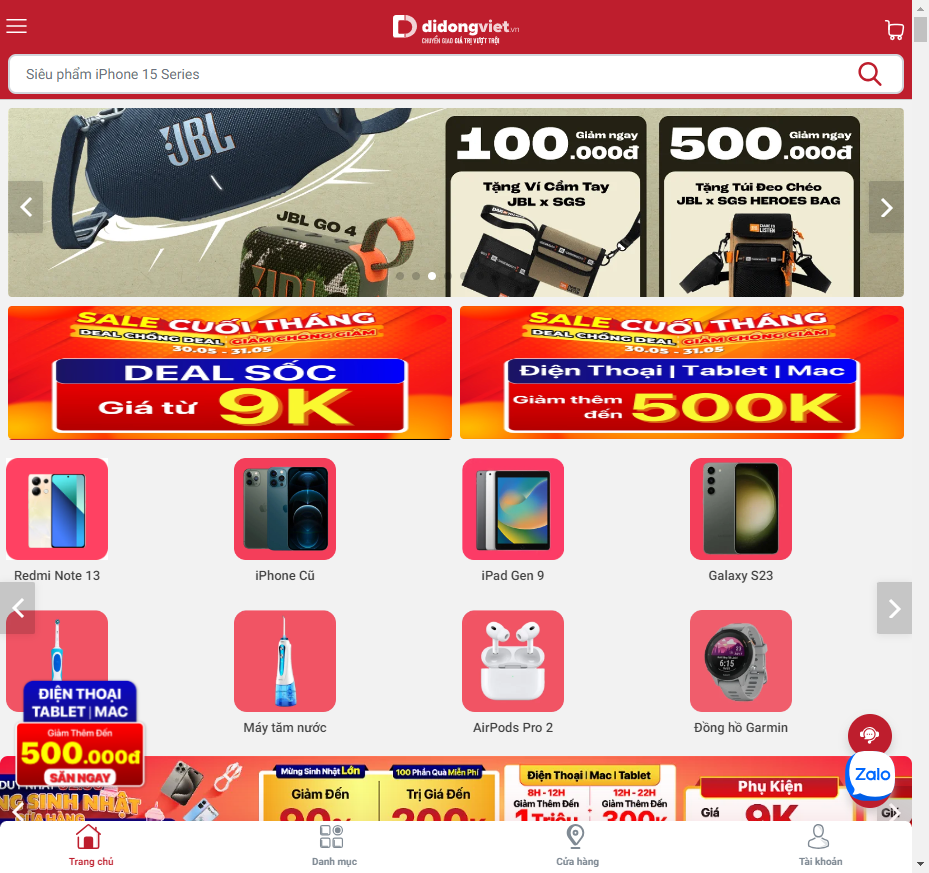 didongviet.vn
CHUYỂN GIAO GIÁ TRỊ VƯỢT TRỘI
Siêu phẩm iPhone 15 Series
JBL
JBL GO 4
JBL
100.000đ
Giảm ngay
Tặng Ví Cầm Tay
JBL x SGS
500.000đ
Giảm ngay
Tặng Túi Đeo Chéo
JBL x SGS HEROES BAG
DARE TO
LISTEN
SALE CUỐI THÁNG
DEAL CHỒNG DEAL GIẢM CHỒNG GIẢM
30.05 - 31.05
DEAL SỐC
Giá từ 9K
SALE CUỐI THÁNG
DEAL CHỒNG DEAL GIẢM CHỒNG GIẢM
30.05 - 31.05
Điện Thoại | Tablet | Mac
Giảm thêm
đến 500K
Redmi Note 13
iPhone Cũ
iPad Gen 9
Galaxy S23
6:15
Máy tăm nước
AirPods Pro 2
Đồng hồ Garmin
ĐIỆN THOẠI
TABLET | MAC
Giảm Thêm Đến
500.000đ
SĂN NGAY
SINH NHẬT
Mừng Sinh Nhật Lớn
Giảm Đến
90%
100 Phần Quà Miễn Phí
Trị Giá Đến
Điện Thoại | Mac | Tablet
8H - 12H
Giảm Thêm Đến
1 Triệu
12H - 22H
Giảm Thêm Đến
300K
Phụ Kiện
Giá
9K
Zalo
Trang chủ
Danh mục
Cửa hàng
Tài khoản